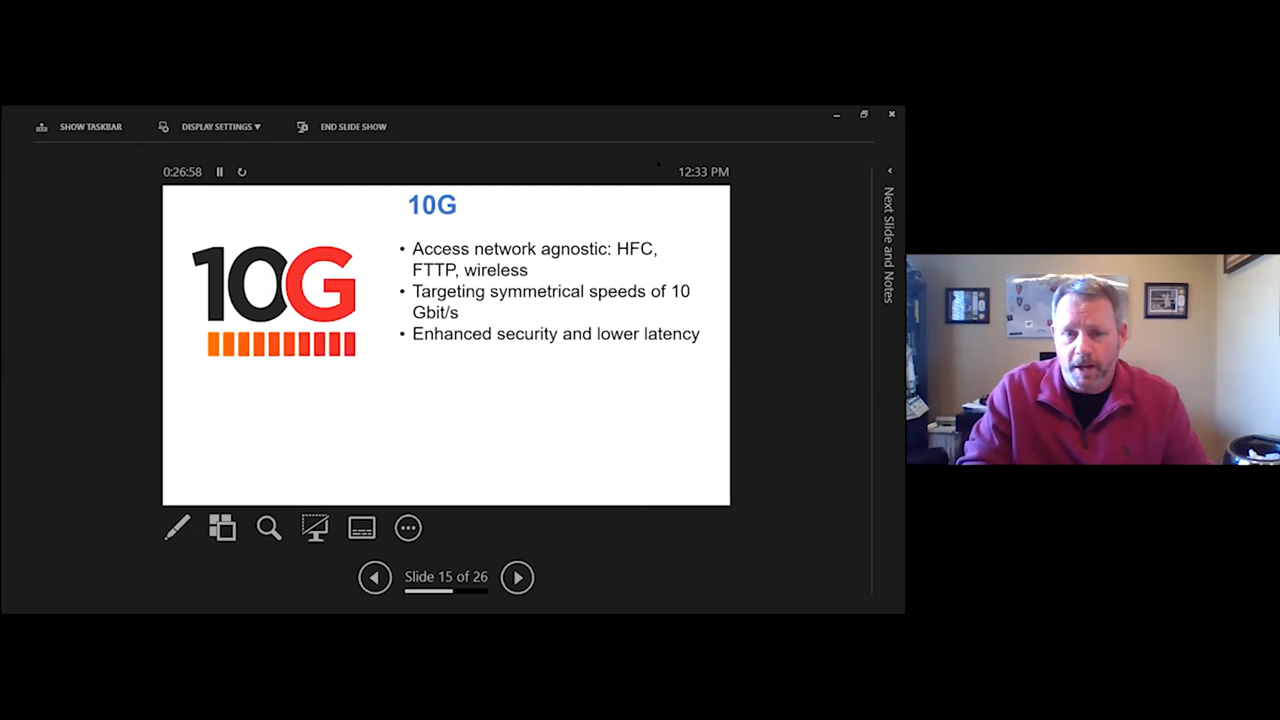 SHOW TASKBAR DISPLAY SETTINGS▼ END SLIDE SHOW
0:26:58 12:33 PM
10G
10G
• Access network agnostic: HFC,
FTTP, wireless
• Targeting symmetrical speeds of 10
Gbit/s
• Enhanced security and lower latency
Next Slide and Notes
Slide 15 of 26